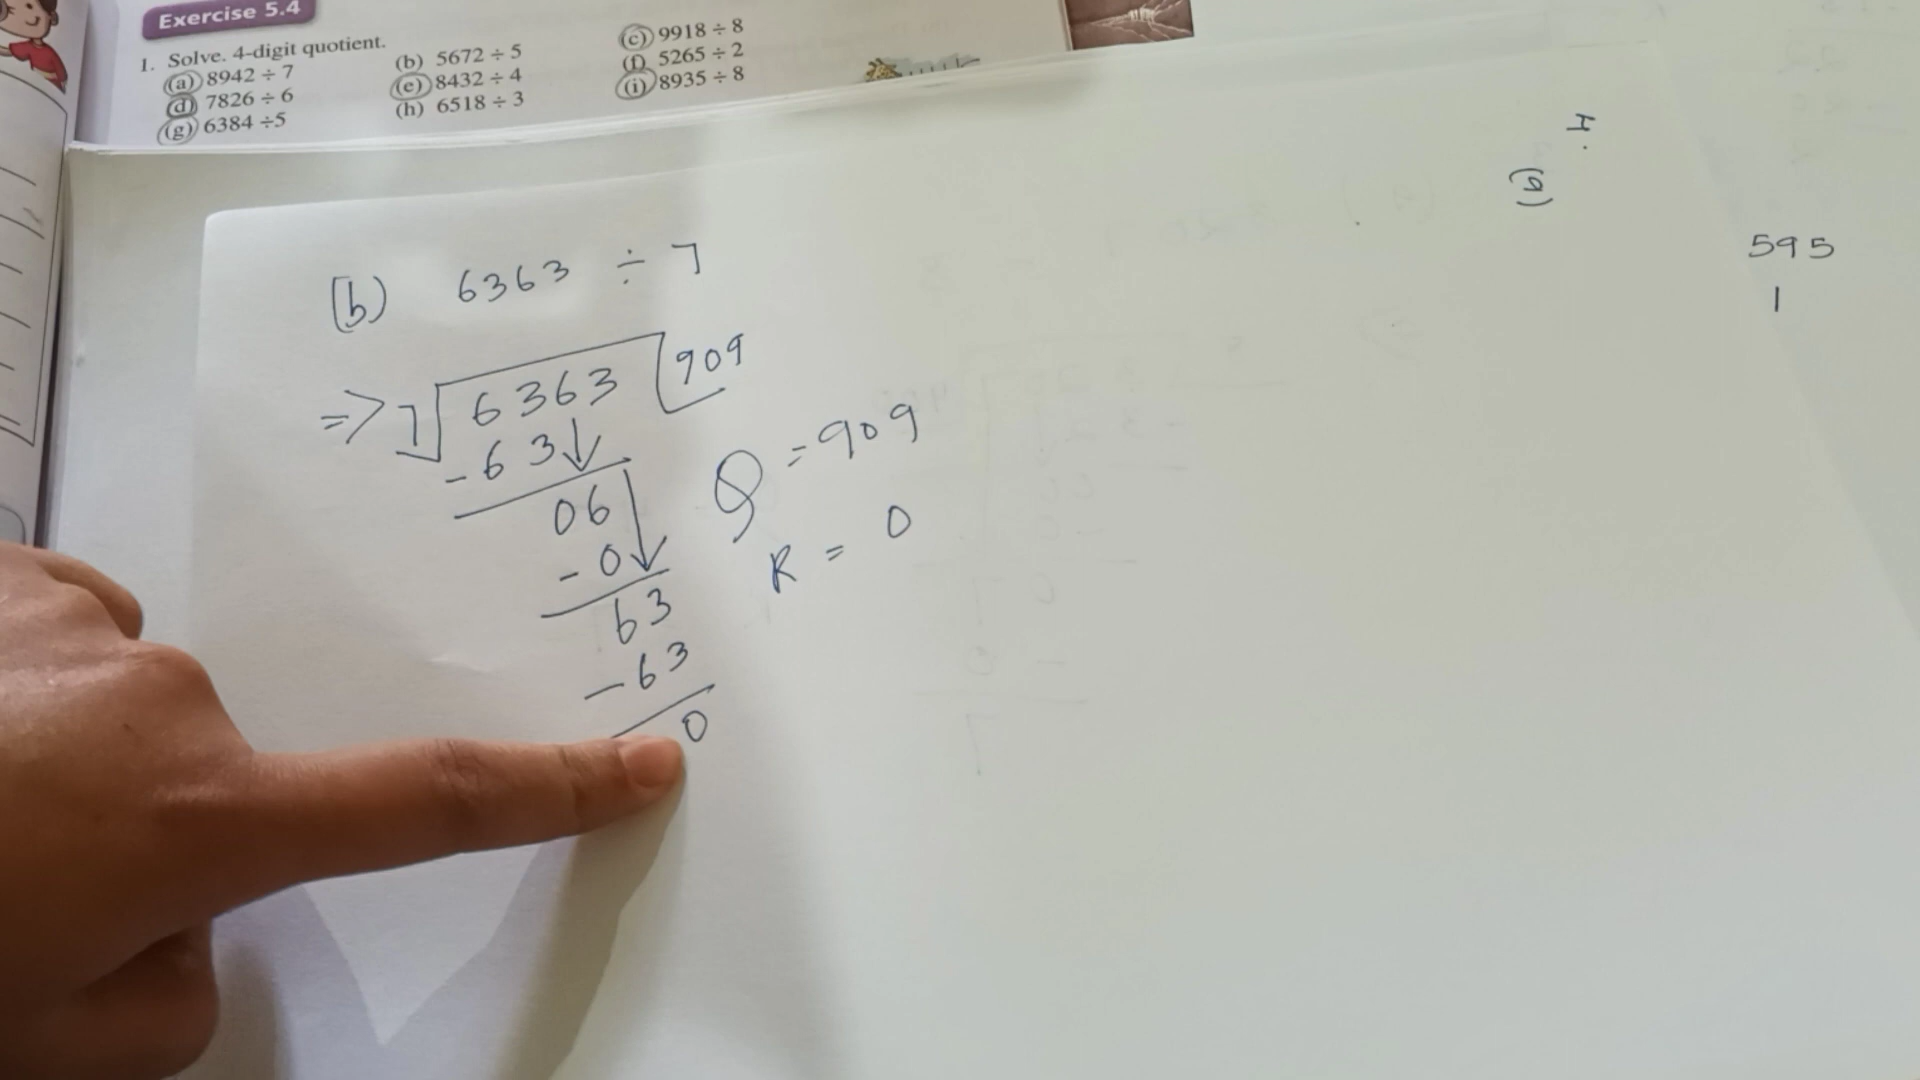 Exercise 5.4
1. Solve. 4-digit quotient.
(a) 8942 ÷ 7 (b) 5672 ÷ 5 (c) 9918 ÷ 8
(d) 7826 ÷ 6 (e) 8432 ÷ 4 (f) 5265 ÷ 2
(g) 6384 ÷5 (h) 6518 ÷ 3 (i) 8935 ÷ 8
(b) 6363 ÷ 7
=> 7 6363 909
- 63
06
- 0
63
- 63
0
Q = 909
R = 0
I.
(a)
595
1